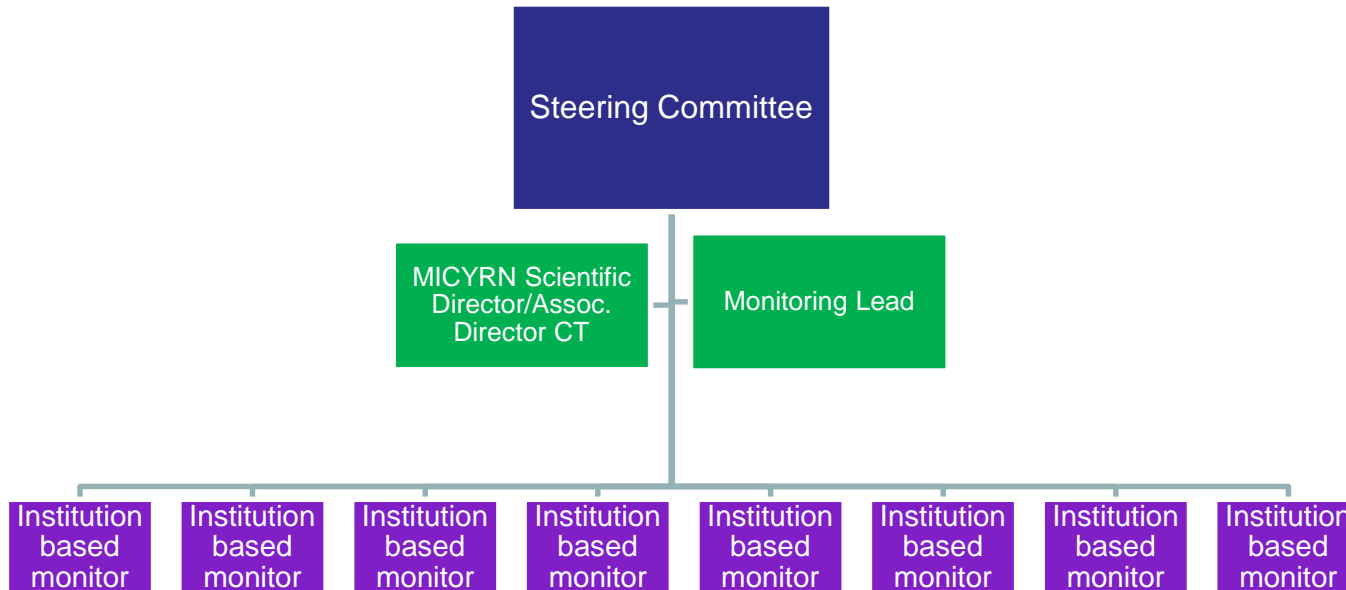 Steering Committee
MICYRN Scientific
Director/Assoc.
Director CT
Monitoring Lead
Institution
based
monitor
Institution
based
monitor
Institution
based
monitor
Institution
based
monitor
Institution
based
monitor
Institution
based
monitor
Institution
based
monitor
Institution
based
monitor